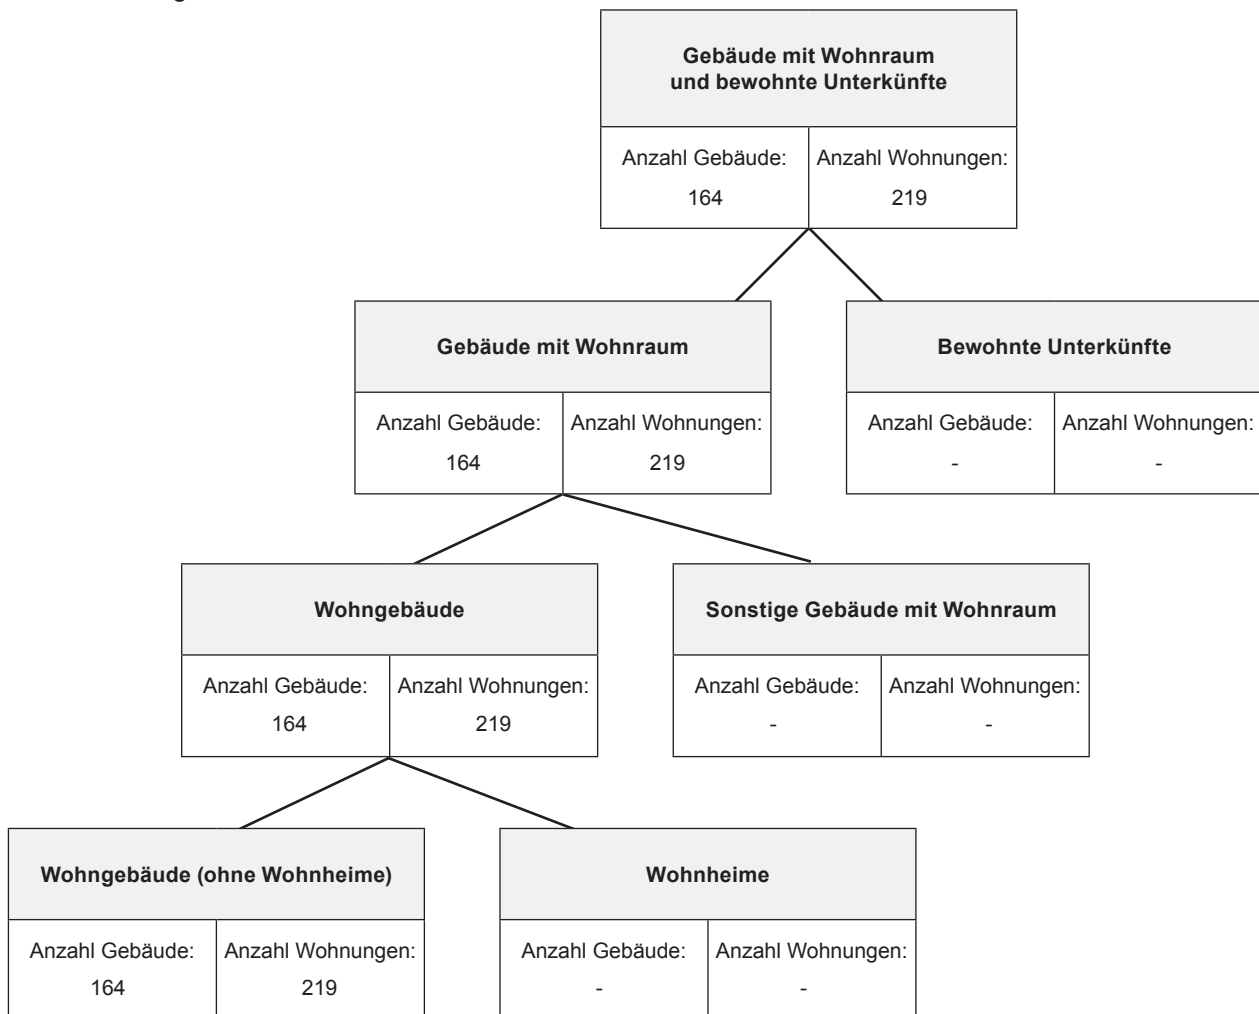 Gebäude mit Wohnraum
und bewohnte Unterkünfte
Anzahl Gebäude: Anzahl Wohnungen:
164 219
Gebäude mit Wohnraum Bewohnte Unterkünfte
Anzahl Gebäude: Anzahl Wohnungen: Anzahl Gebäude: Anzahl Wohnungen:
164 219 - -
Wohngebäude Sonstige Gebäude mit Wohnraum
Anzahl Gebäude: Anzahl Wohnungen: Anzahl Gebäude: Anzahl Wohnungen:
164 219 - -
Wohngebäude (ohne Wohnheime) Wohnheime
Anzahl Gebäude: Anzahl Wohnungen: Anzahl Gebäude: Anzahl Wohnungen:
164 219 - -